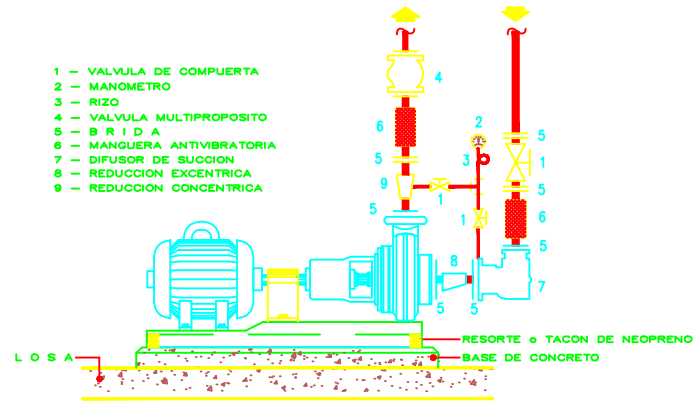 1 – VALVULA DE COMPUERTA
2 – MANOMETRO
3 – RIZO
4 – VALVULA MULTIPROPOSITO
5 – B R I D A
6 – MANGUERA ANTIVIBRATORIA
7 – DIFUSOR DE SUCCION
8 – REDUCCION EXCENTRICA
9 – REDUCCION CONCENTRICA
4
6
2
5
5
3
1
9
1
5
5
1
6
5
8
7
5
5
RESORTE o TACON DE NEOPRENO
L O S A
BASE DE CONCRETO